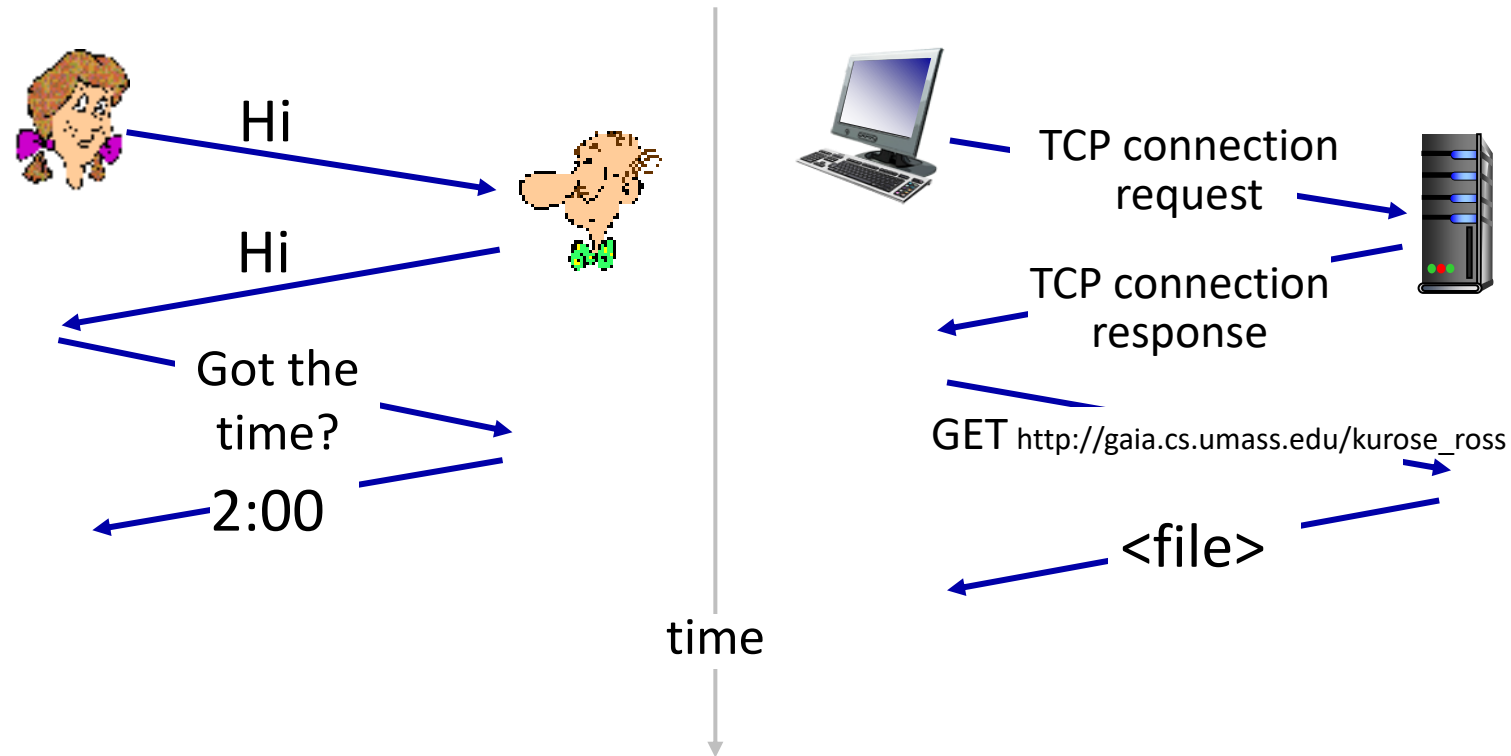 Hi
Hi
Got the
time?
2:00
TCP connection
request
TCP connection
response
GET http://gaia.cs.umass.edu/kurose_ross
<file>
time